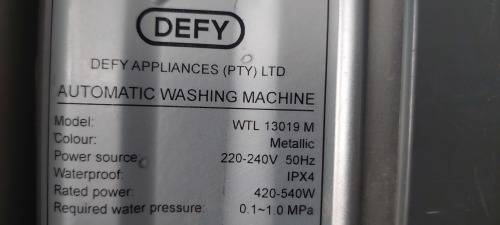 DEFY
DEFY APPLIANCES (PTY) LTD
AUTOMATIC WASHING MACHINE
Model: WTL 13019 M
Colour: Metallic
Power source: 220-240V 50Hz
Waterproof: IPX4
Rated power: 420-540W
Required water pressure: 0.1~1.0 MPa